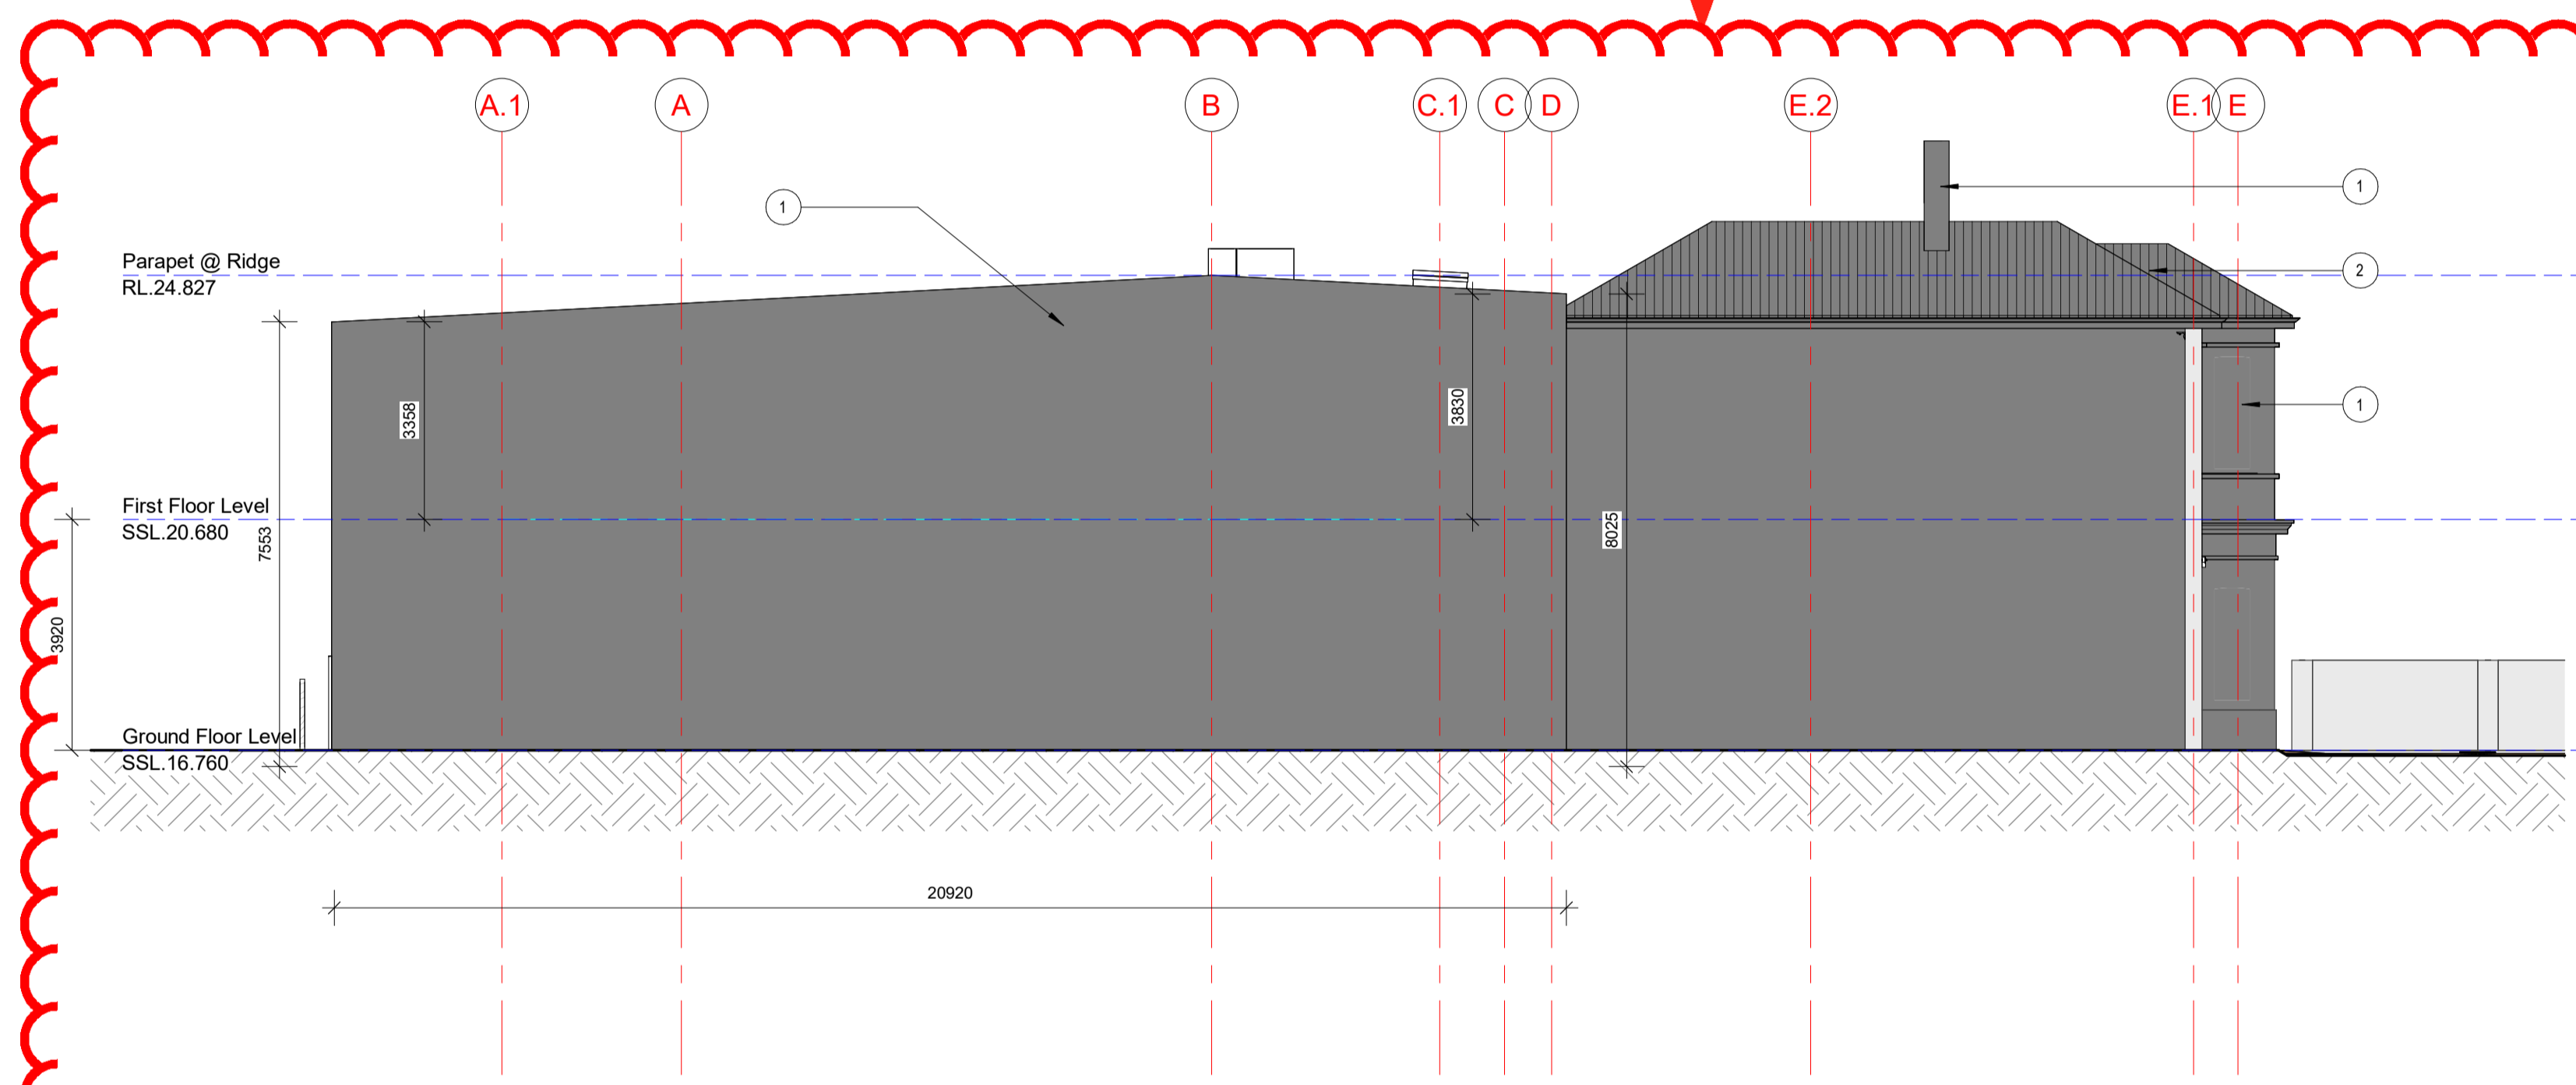 A.1
A
B
C.1
C
D
E.2
E.1
E
1
1
Parapet @ Ridge
RL.24.827
2
3358
3830
1
First Floor Level
SSL.20.680
7553
8025
3920
Ground Floor Level
SSL.16.760
20920